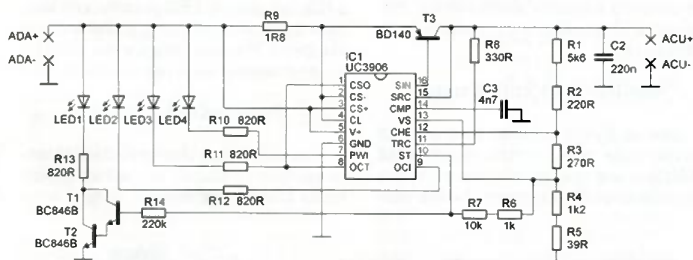 ADA+
ADA-
R9
1R8
T3
BD140
ACU+
ACU-
R8
330R
R1
5k6
C2
220n
R2
220R
IC1
UC3906
C3
4n7
LED1
LED2
LED3
LED4
R10 820R
R11 820R
R12 820R
R13
820R
1 CSO SIN 16
2 CS- SRC 15
3 CS+ CMP 14
4 CL VS 13
5 V+ CHE 12
6 GND TRC 11
7 PWI ST 10
8 OCT OCI 9
R3
270R
T1
BC846B
T2
BC846B
R14
220k
R7
10k
R6
1k
R4
1k2
R5
39R